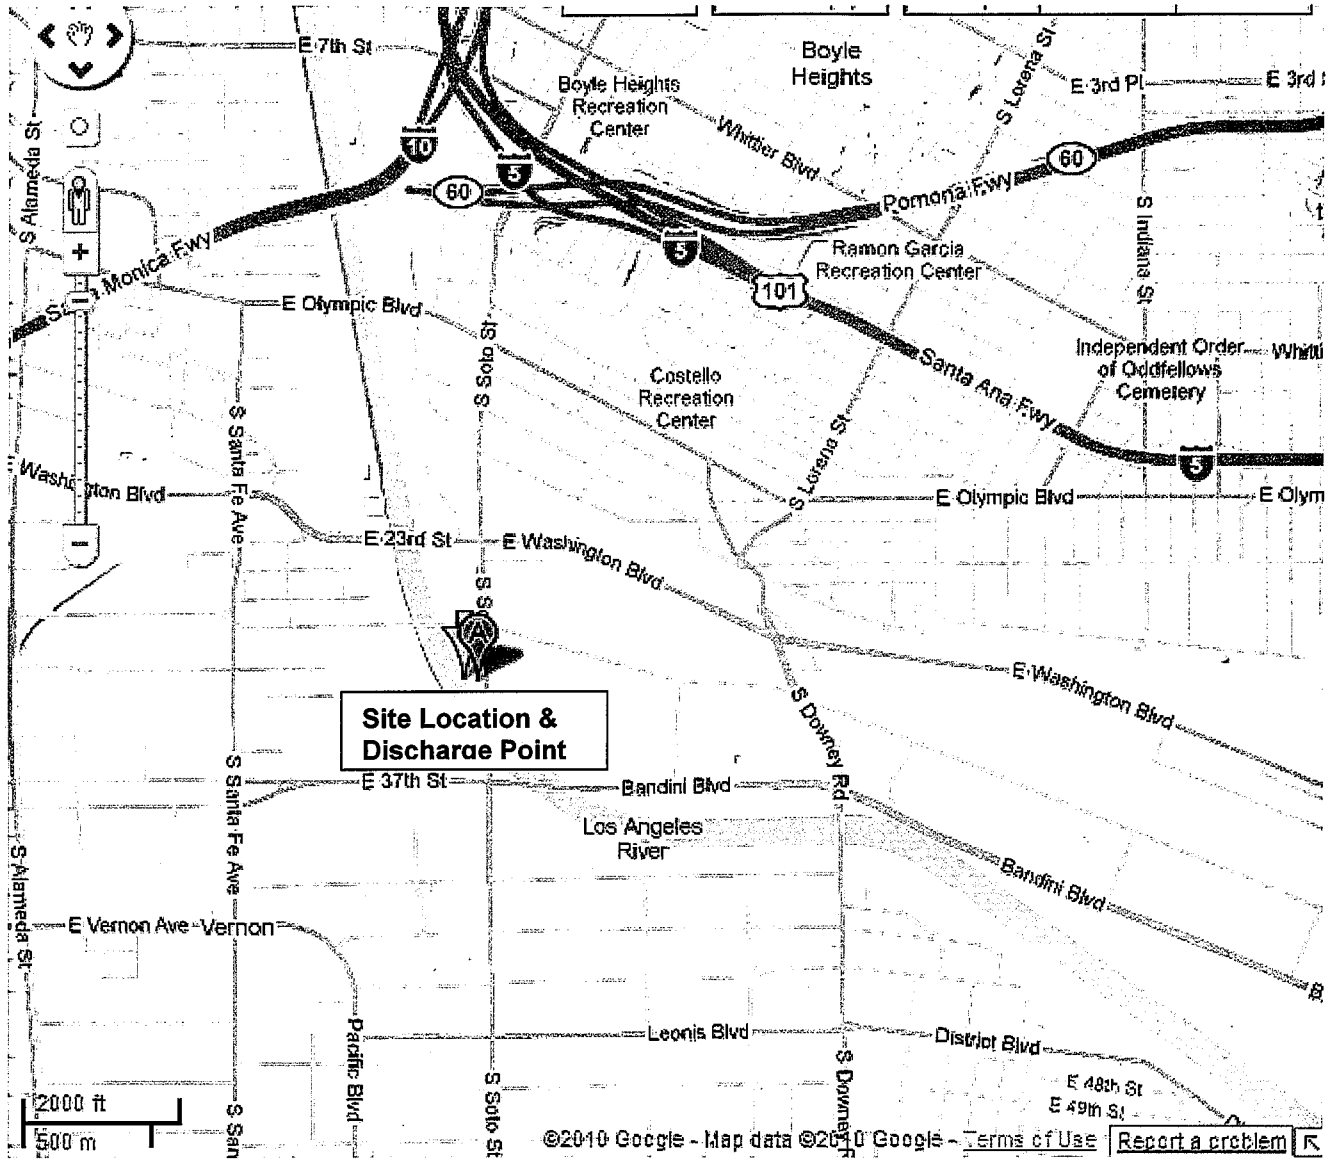 E 7th St
Boyle
Heights
S Lorena St
E 3rd Pl
E 3rd
Boyle Heights
Recreation
Center
Whittier Blvd
S Alameda St
10
5
60
60
Pomona Fwy
S Indiana St
Santa Monica Fwy
5
Ramon Garcia
Recreation Center
101
E Olympic Blvd
S Soto St
Independent Order
of Oddfellows
Cemetery
Whitti
Santa Ana Fwy
Costello
Recreation
Center
S Santa Fe Ave
S Lorena St
5
Washington Blvd
E Olympic Blvd
E Olym
E 23rd St
E Washington Blvd
S S
A
E Washington Blvd
Site Location &
Discharge Point
S Downey Rd
E 37th St
Bandini Blvd
S Santa Fe Ave
Los Angeles
River
Bandini Blvd
S Alameda St
E Vernon Ave
Vernon
B
Pacific Blvd
Leonis Blvd
District Blvd
S Downey R
E 48th St
E 49th St
S Soto St
S San
2000 ft
500 m
©2010 Google - Map data ©2010 Google - Terms of Use
Report a problem